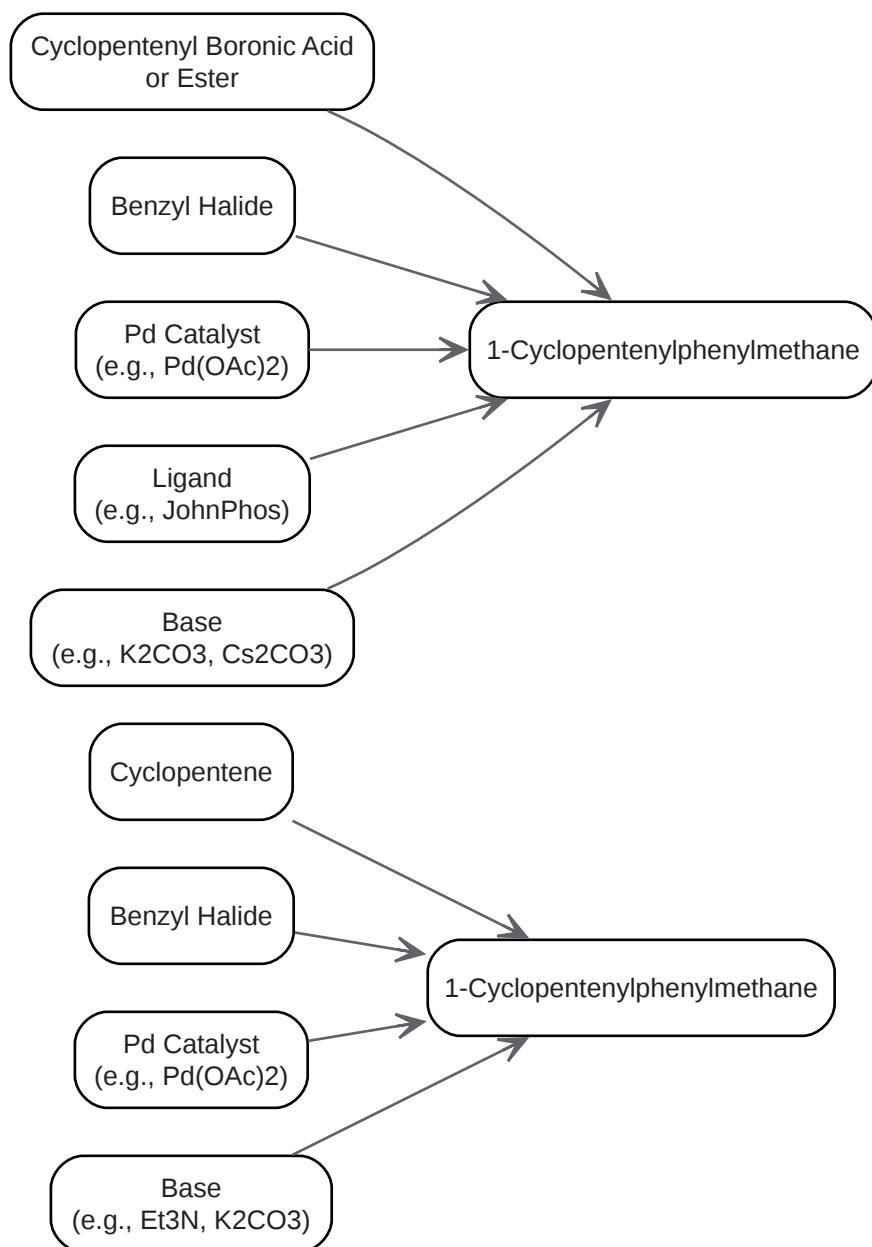 Cyclopentenyl Boronic Acid
or Ester
Benzyl Halide
Pd Catalyst
(e.g., Pd(OAc)2)
1-Cyclopentenylphenylmethane
Ligand
(e.g., JohnPhos)
Base
(e.g., K2CO3, Cs2CO3)
Cyclopentene
Benzyl Halide
1-Cyclopentenylphenylmethane
Pd Catalyst
(e.g., Pd(OAc)2)
Base
(e.g., Et3N, K2CO3)